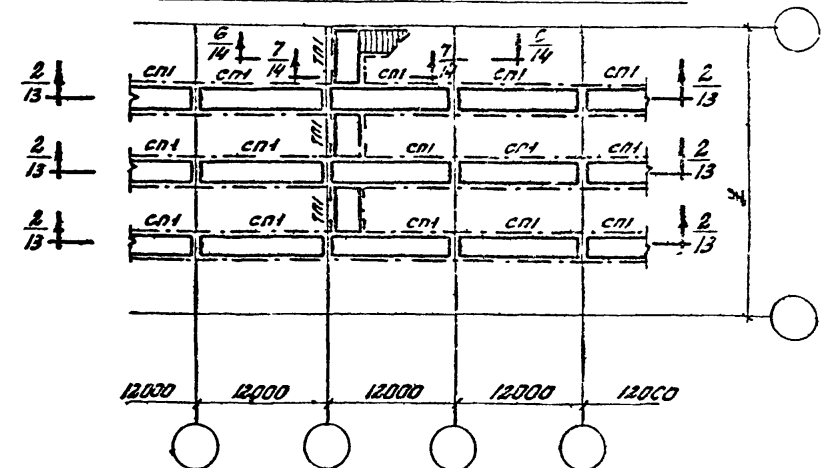 6/14 7/14 ТП1 7/14 6/14
2/13 СП1 СП1 СП1 СП1 СП1 2/13
2/13 СП1 СП1 ТП1 СП1 СП1 СП1 2/13
2/13 СП1 СП1 ТП1 СП1 СП1 СП1 2/13
12000 12000 12000 12000 12000